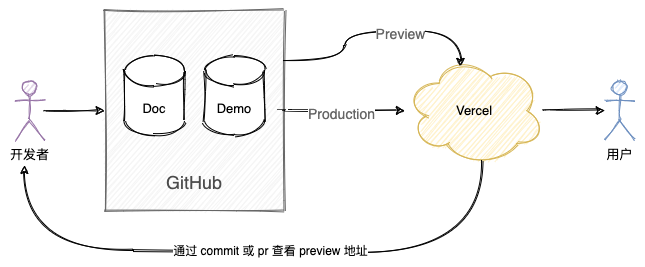 Preview
Doc
Demo
Production
Vercel
开发者
GitHub
用户
通过 commit 或 pr 查看 preview 地址